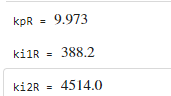 kpR = 9.973
ki1R = 388.2
ki2R = 4514.0